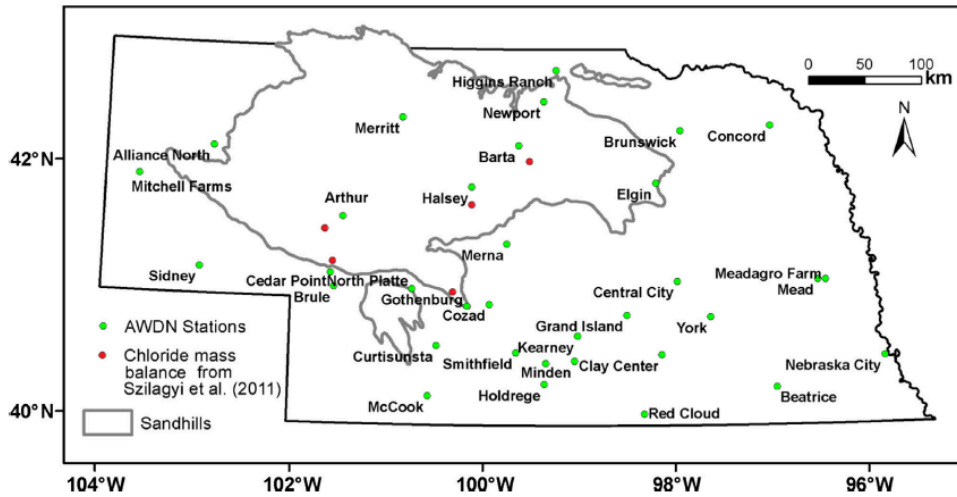 0 50 100
km
N
Higgins Ranch
Newport
Merritt
Brunswick
Concord
42°N
Alliance North
Barta
Mitchell Farms
Arthur
Halsey
Elgin
Merna
Sidney
Cedar Point
North Platte
Meadagro Farm
Mead
Brule
Gothenburg
Central City
Cozad
Grand Island
York
AWDN Stations
Chloride mass
balance from
Szilagyi et al. (2011)
Sandhills
Curtisunsta
Smithfield
Kearney
Minden
Clay Center
Nebraska City
Holdrege
Beatrice
McCook
Red Cloud
40°N
104°W 102°W 100°W 98°W 96°W